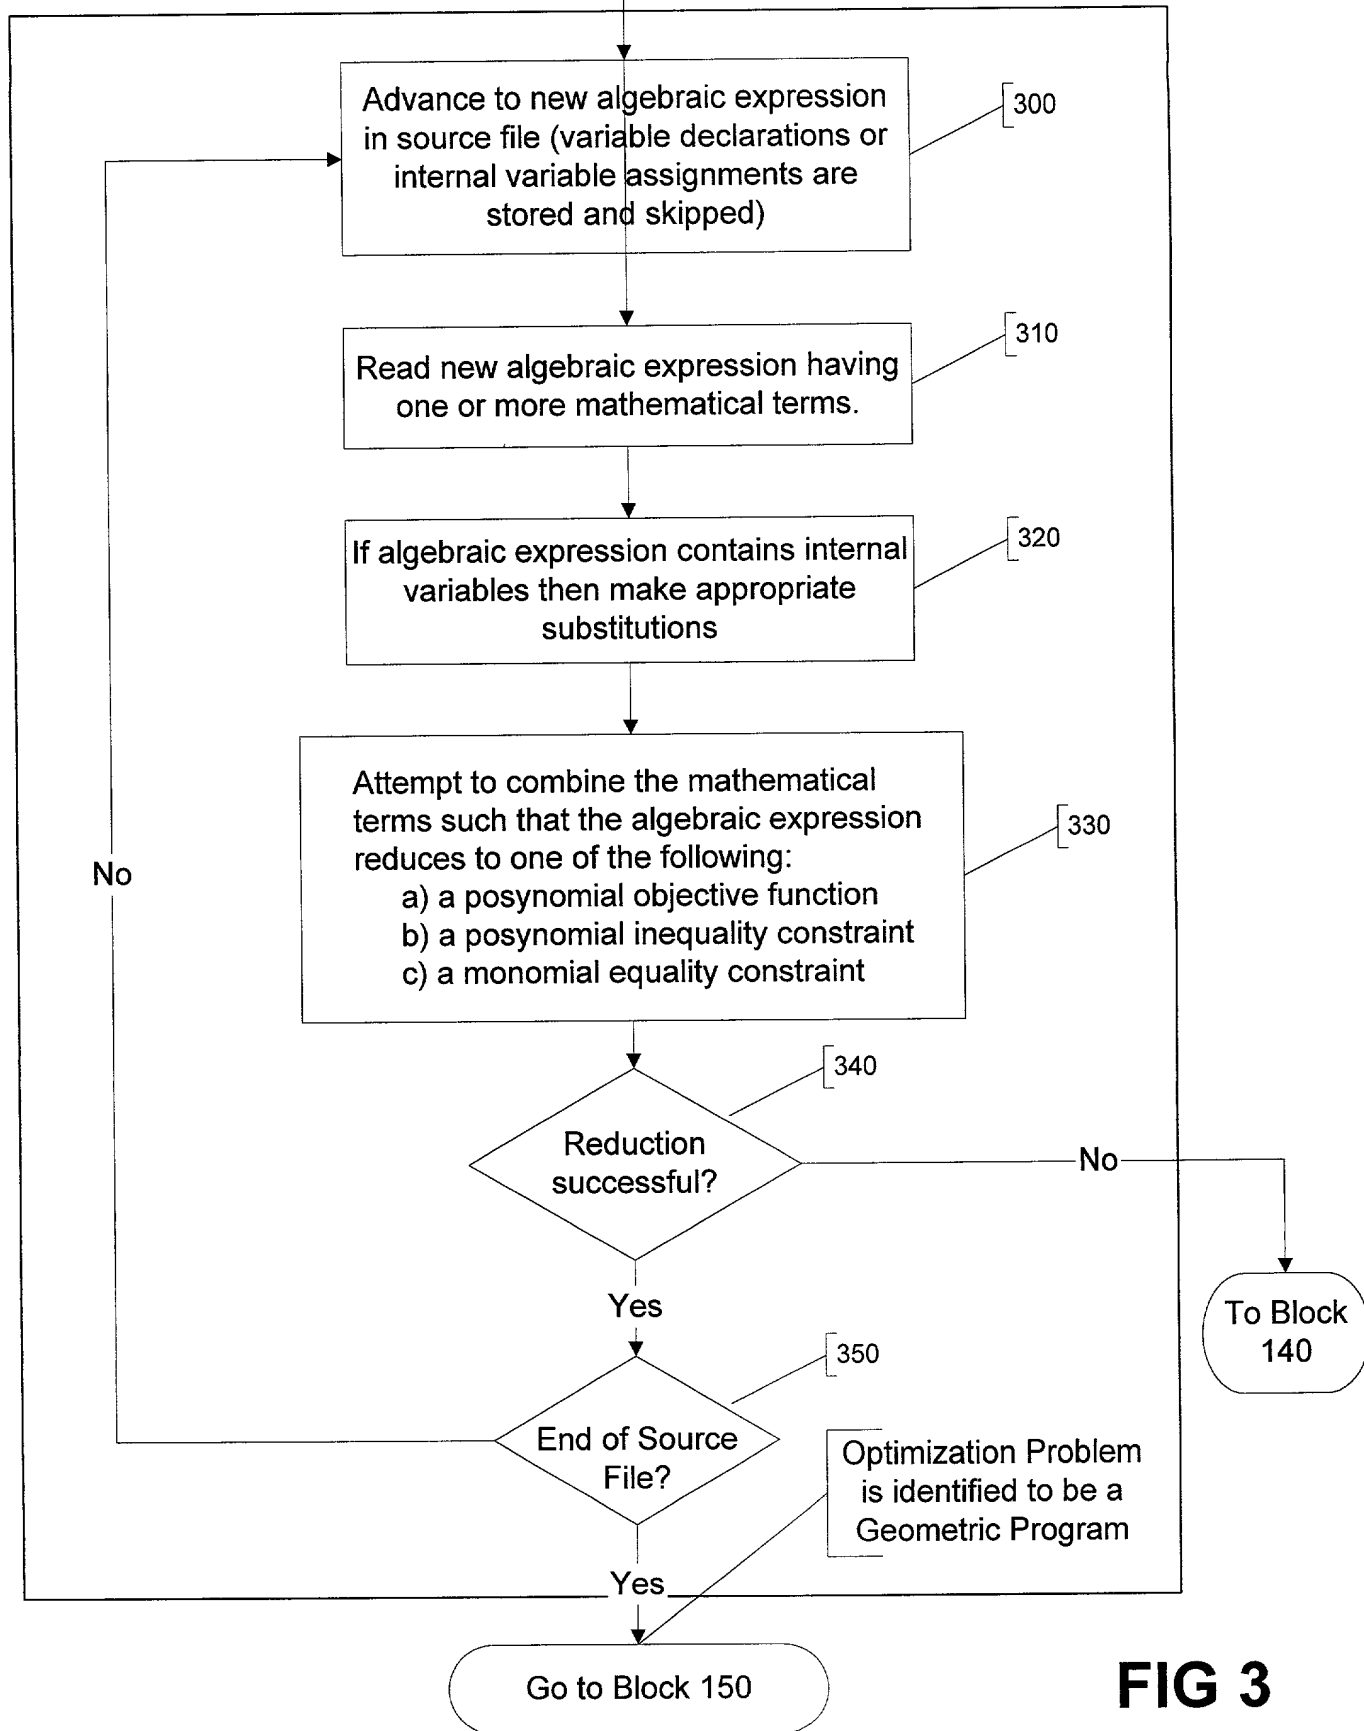 Advance to new algebraic expression
in source file (variable declarations or
internal variable assignments are
stored and skipped)
300
Read new algebraic expression having
one or more mathematical terms.
310
If algebraic expression contains internal
variables then make appropriate
substitutions
320
Attempt to combine the mathematical
terms such that the algebraic expression
reduces to one of the following:
a) a posynomial objective function
b) a posynomial inequality constraint
c) a monomial equality constraint
330
No
340
Reduction
successful?
No
Yes
To Block
140
350
End of Source
File?
Optimization Problem
is identified to be a
Geometric Program
Yes
Go to Block 150
FIG 3